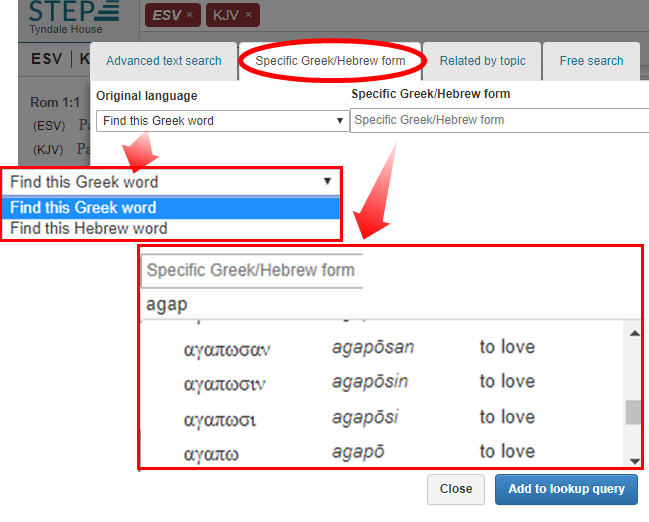 STEP
Tyndale House
ESV × KJV ×
ESV K
Advanced text search Specific Greek/Hebrew form Related by topic Free search
Rom 1:1
Original language Specific Greek/Hebrew form
(ESV)
Find this Greek word Specific Greek/Hebrew form
(KJV)
Find this Greek word
Find this Greek word
Find this Hebrew word
Specific Greek/Hebrew form
agap
αγαπωσαν agapōsan to love
αγαπωσιν agapōsin to love
αγαπωσι agapōsi to love
αγαπω agapō to love
Close Add to lookup query